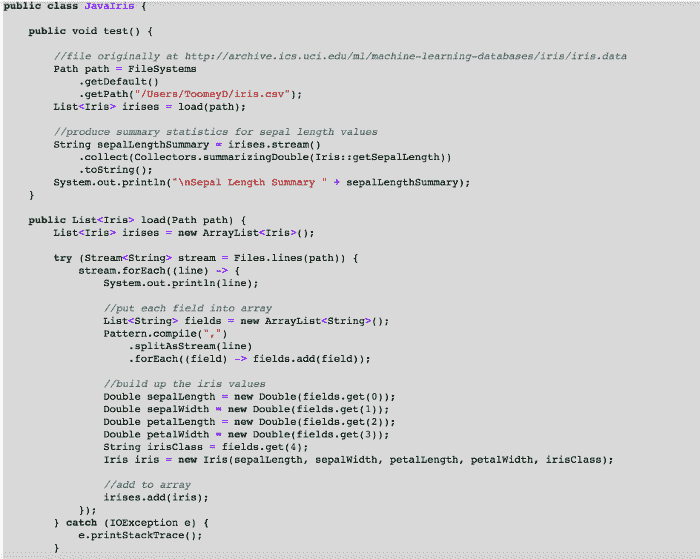 public class JavaIris {
public void test() {
//file originally at http://archive.ics.uci.edu/ml/machine-learning-databases/iris/iris.data
Path path = FileSystems
.getDefault()
.getPath("/Users/ToomeyD/iris.csv");
List<Iris> irises = load(path);
//produce summary statistics for sepal length values
String sepalLengthSummary = irises.stream()
.collect(Collectors.summarizingDouble(Iris::getSepalLength))
.toString();
System.out.println("\nSepal Length Summary " + sepalLengthSummary);
}
public List<Iris> load(Path path) {
List<Iris> irises = new ArrayList<Iris>();
try (Stream<String> stream = Files.lines(path)) {
stream.forEach((line) -> {
System.out.println(line);
//put each field into array
List<String> fields = new ArrayList<String>();
Pattern.compile(",")
.splitAsStream(line)
.forEach((field) -> fields.add(field));
//build up the iris values
Double sepalLength = new Double(fields.get(0));
Double sepalWidth = new Double(fields.get(1));
Double petalLength = new Double(fields.get(2));
Double petalWidth = new Double(fields.get(3));
String irisClass = fields.get(4);
Iris iris = new Iris(sepalLength, sepalWidth, petalLength, petalWidth, irisClass);
//add to array
irises.add(iris);
});
} catch (IOException e) {
e.printStackTrace();
}